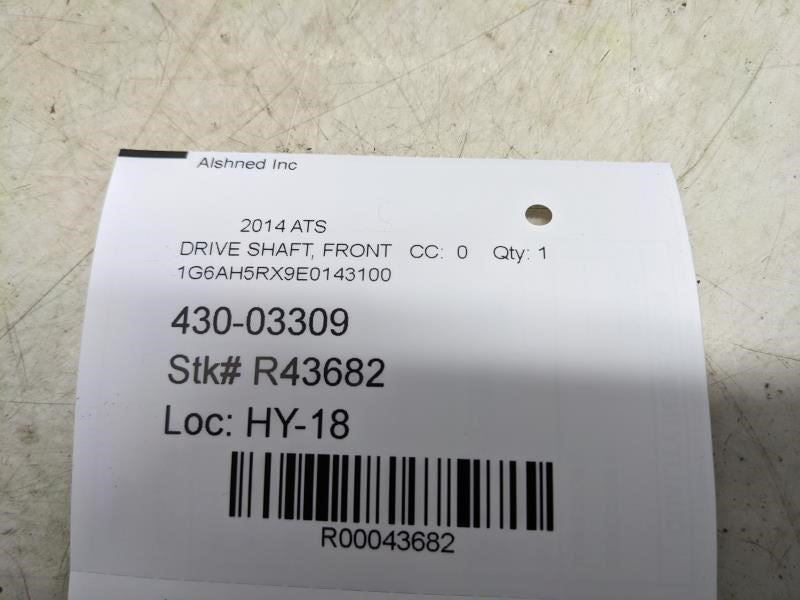 Alshned Inc
2014 ATS
DRIVE SHAFT, FRONT CC: 0 Qty: 1
1G6AH5RX9E0143100
430-03309
Stk# R43682
Loc: HY-18
R00043682